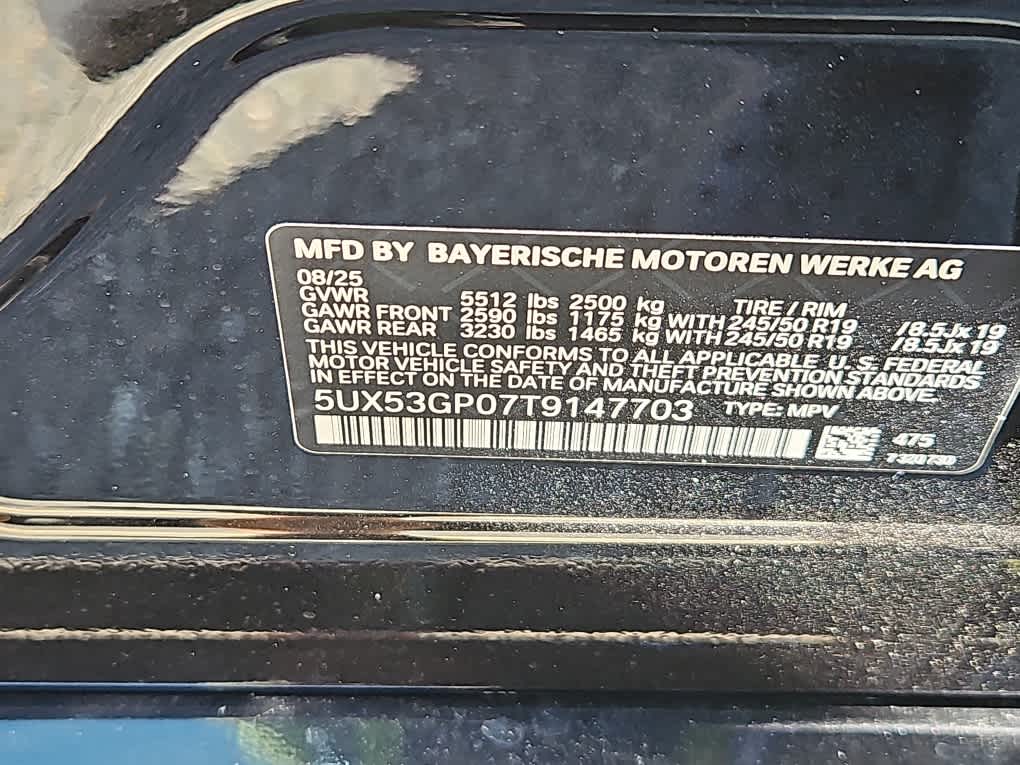 MFD BY BAYERISCHE MOTOREN WERKE AG
08/25
GVWR 5512 lbs 2500 kg TIRE / RIM
GAWR FRONT 2590 lbs 1175 kg WITH 245/50 R19 /8.5Jx19
GAWR REAR 3230 lbs 1465 kg WITH 245/50 R19 /8.5Jx19
THIS VEHICLE CONFORMS TO ALL APPLICABLE U. S. FEDERAL
MOTOR VEHICLE SAFETY AND THEFT PREVENTION STANDARDS
IN EFFECT ON THE DATE OF MANUFACTURE SHOWN ABOVE.
5UX53GP07T9147703 TYPE: MPV
475